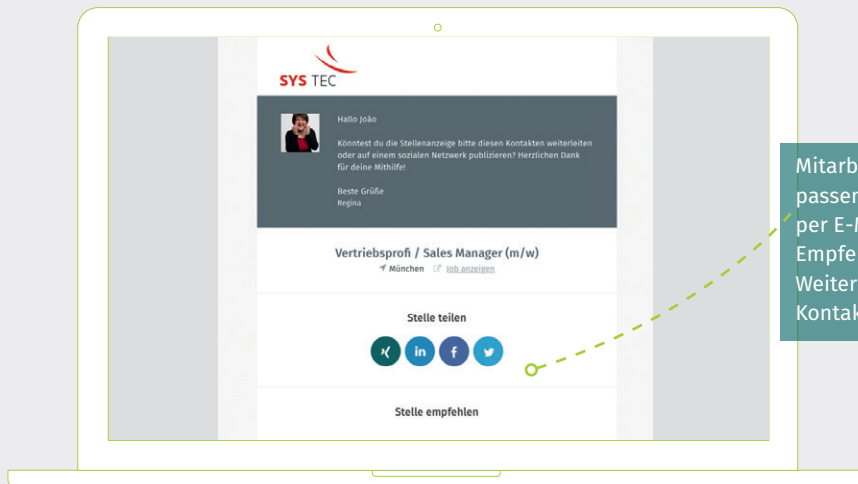 SYS TEC
Hallo João
Könntest du die Stellenanzeige bitte diesen Kontakten weiterleiten
oder auf einem sozialen Netzwerk publizieren? Herzlichen Dank
für deine Mithilfe!
Beste Grüße
Regina
Vertriebsprofi / Sales Manager (m/w)
München Job anzeigen
Stelle teilen
in f
Stelle empfehlen
Mitarb
passen
per E-M
Empfe
Weiter
Kontak